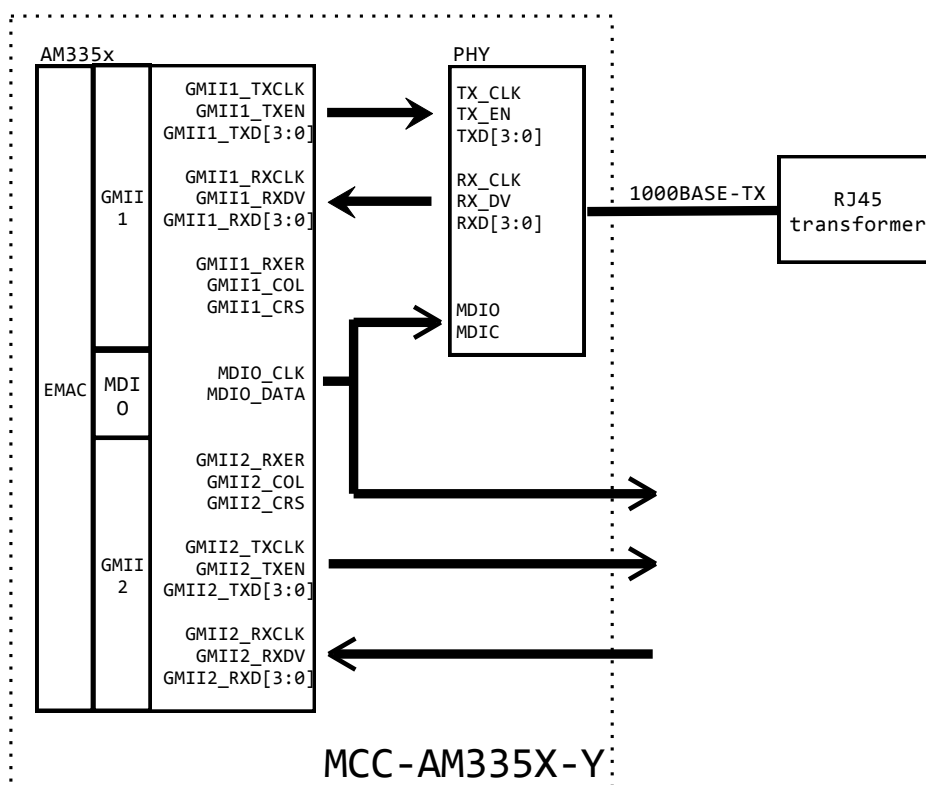 AM335x
PHY
GMII1_TXCLK
GMII1_TXEN
GMII1_TXD[3:0]
TX_CLK
TX_EN
TXD[3:0]
GMII
1
GMII1_RXCLK
GMII1_RXDV
GMII1_RXD[3:0]
RX_CLK
RX_DV
RXD[3:0]
1000BASE-TX
RJ45
transformer
GMII1_RXER
GMII1_COL
GMII1_CRS
MDIO
MDIC
EMAC
MDI
O
MDIO_CLK
MDIO_DATA
GMII2_RXER
GMII2_COL
GMII2_CRS
GMII
2
GMII2_TXCLK
GMII2_TXEN
GMII2_TXD[3:0]
GMII2_RXCLK
GMII2_RXDV
GMII2_RXD[3:0]
MCC-AM335X-Y